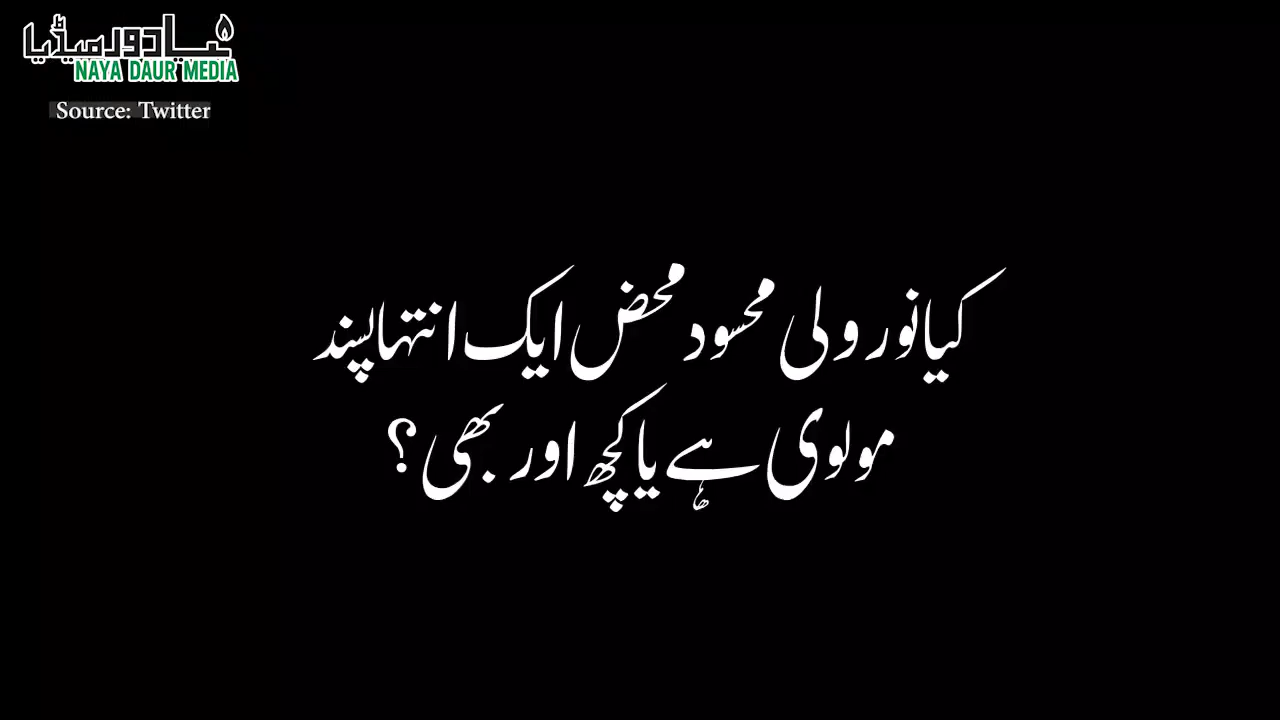 نیا دور میڈیا
NAYA DAUR MEDIA
Source: Twitter
کیا نور ولی محسود محض ایک انتہا پسند
مولوی ہے یا کچھ اور بھی؟